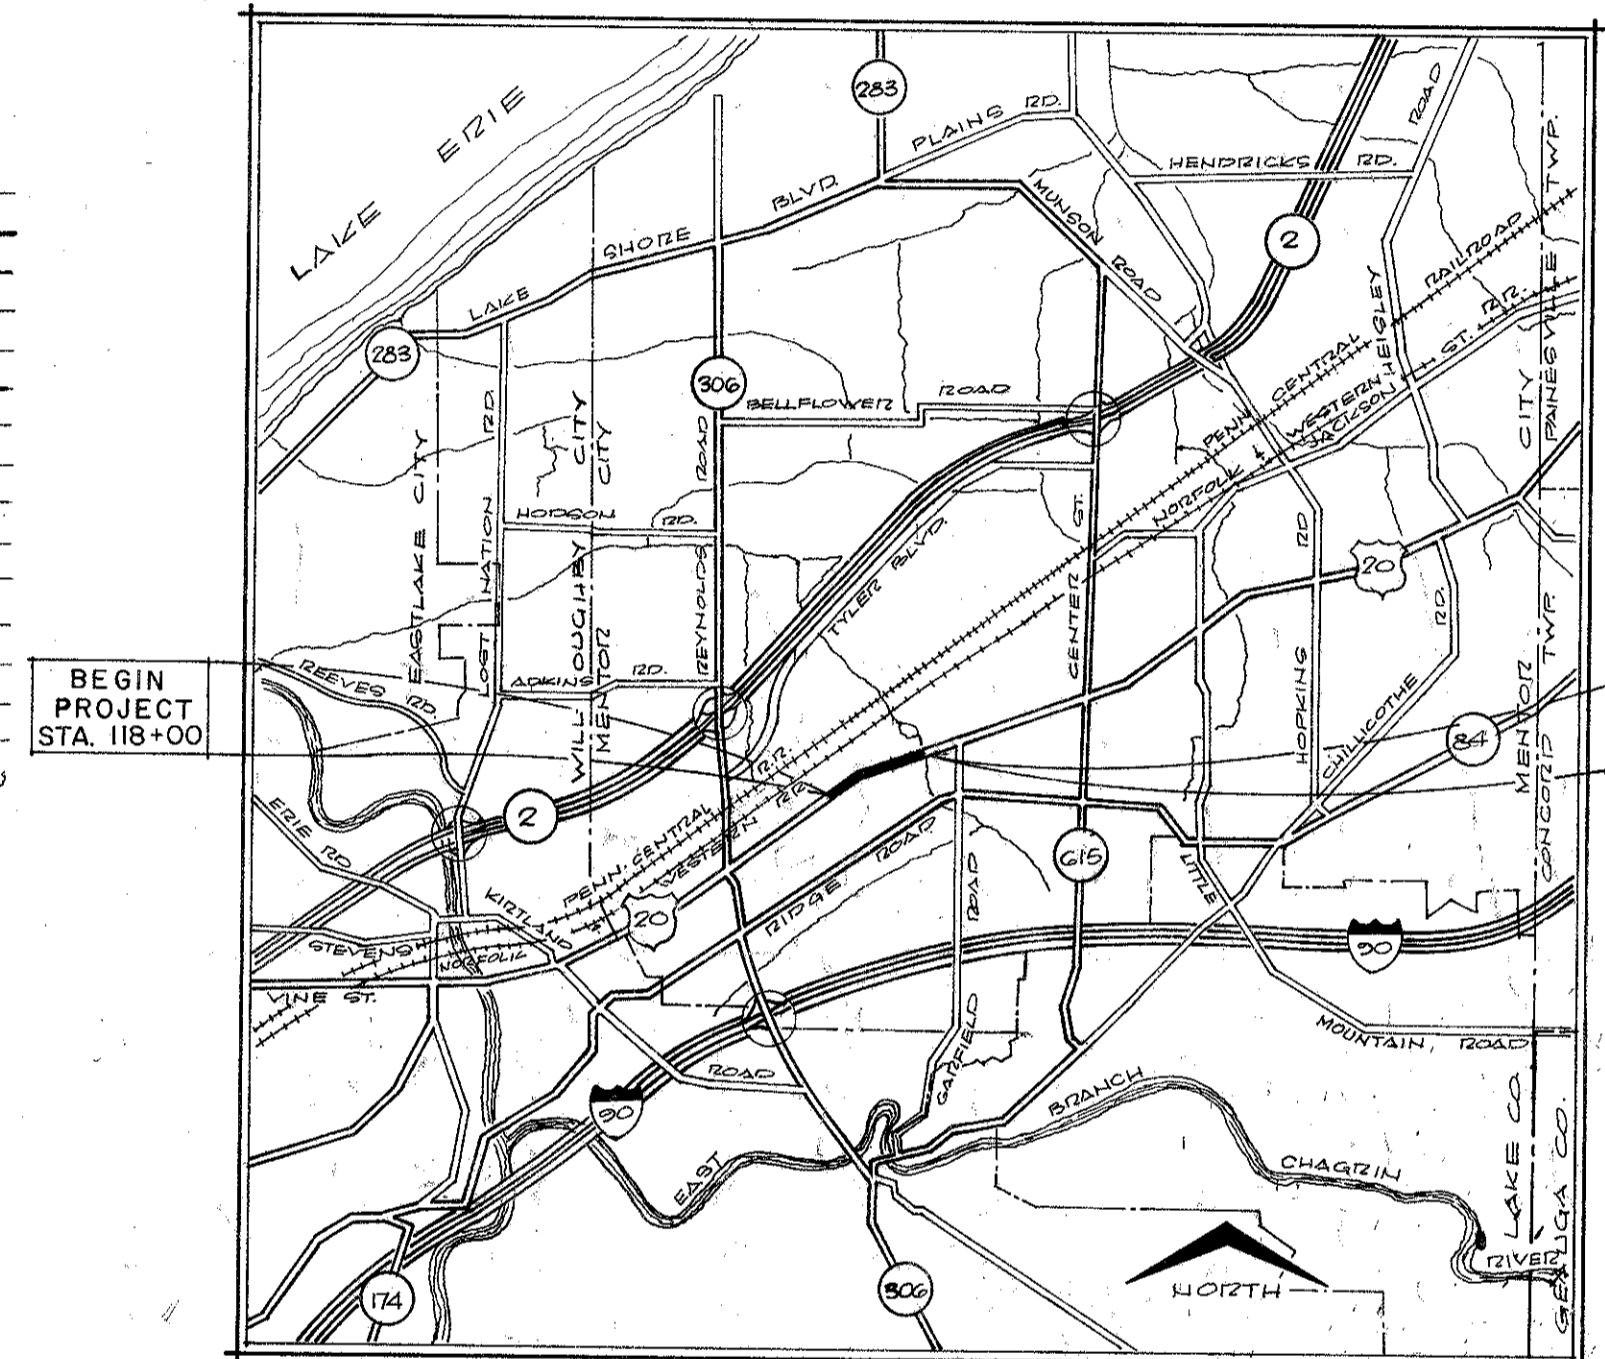 LAKE ERIE
283
PLAINS RD.
HENDRICKS RD.
ROAD
BLVD.
MUNSON ROAD
2
SHORE
LAKE
283
PENN CENTRAL RAILROAD
HEISLEY
NORFOLK & WESTERN R.R.
JACKSON ST.
PAINESVILLE TWP.
CITY
306
BELLFLOWER ROAD
ROAD
REYNOLDS
EASTLAKE CITY
LOST NATION RD.
WILLOUGHBY CITY
MENTOR CITY
HODSON RD.
TYLER BLVD.
CENTER ST.
20
HOPKINS RD
RD.
CHILLICOTHE
84
MENTOR
CONCORD TWP.
BEGIN
PROJECT
STA. 118+00
REEVES RD.
ADKINS RD.
2
ERIE RD
PENN. CENTRAL R.R.
WESTERN RR.
KIRTLAND
STEVENS
NORFOLK
20
RIDGE ROAD
ROAD
GARFIELD
615
LITTLE
MOUNTAIN, ROAD
90
VINE ST.
90
ROAD
EAST
BRANCH
CHAGRIN
RIVER
LAKE CO.
GEAUGA CO.
174
306
NORTH